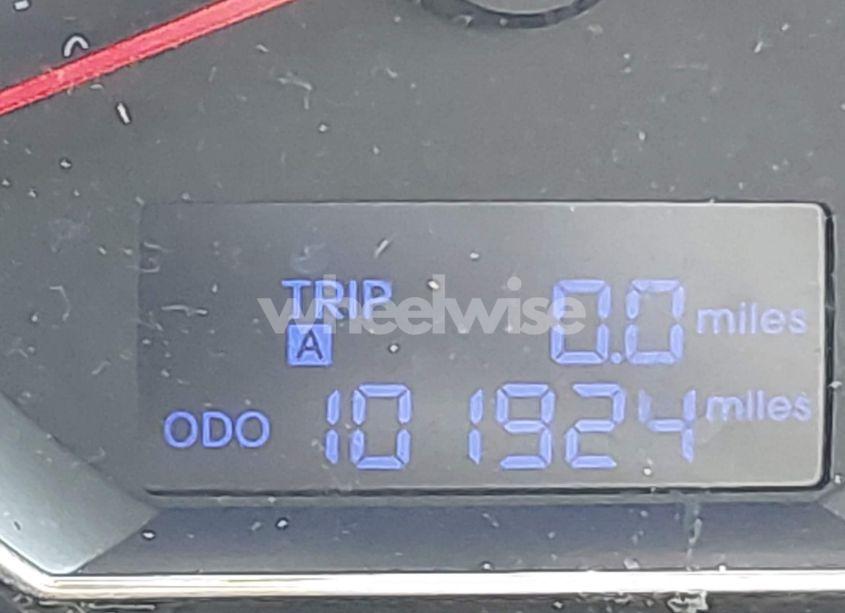 TRIP 0.0 miles
wheelwise
A
ODO 101924 miles